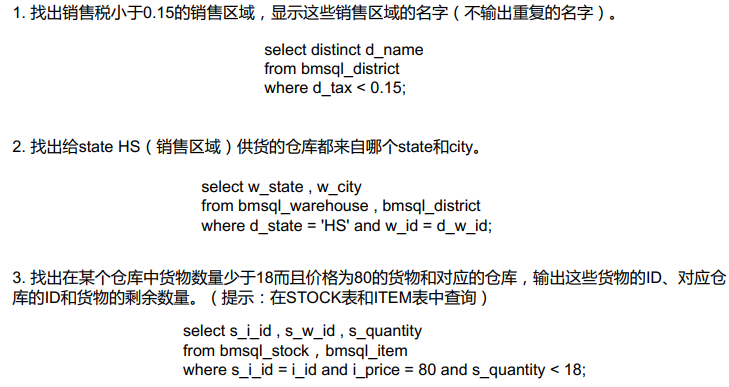 1. 找出销售税小于0.15的销售区域，显示这些销售区域的名字（不输出重复的名字）。
select distinct d_name
from bmsql_district
where d_tax < 0.15;
2. 找出给state HS（销售区域）供货的仓库都来自哪个state和city。
select w_state , w_city
from bmsql_warehouse , bmsql_district
where d_state = 'HS' and w_id = d_w_id;
3. 找出在某个仓库中货物数量少于18而且价格为80的货物和对应的仓库，输出这些货物的ID、对应仓
库的ID和货物的剩余数量。（提示：在STOCK表和ITEM表中查询）
select s_i_id , s_w_id , s_quantity
from bmsql_stock , bmsql_item
where s_i_id = i_id and i_price = 80 and s_quantity < 18;